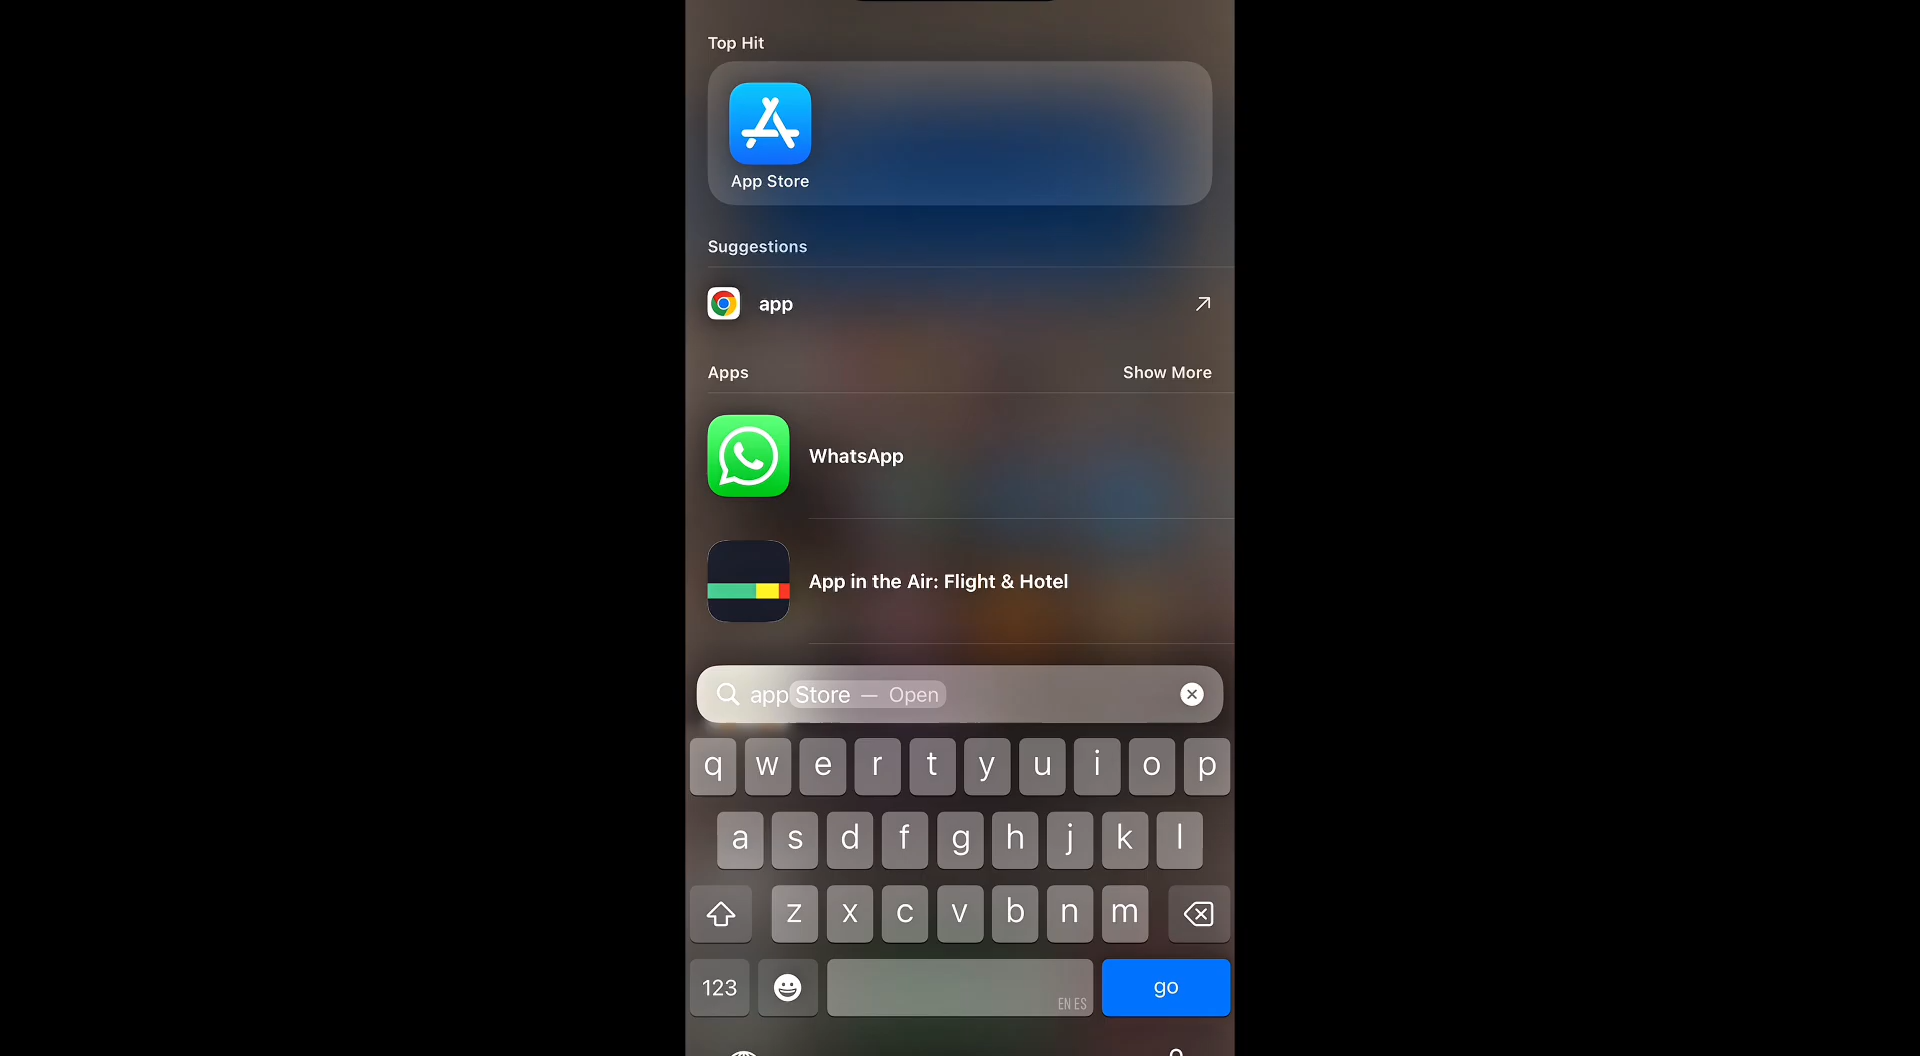 Top Hit
App Store
Suggestions
app
Apps Show More
WhatsApp
App in the Air: Flight & Hotel
app Store — Open
q w e r t y u i o p
a s d f g h j k l
z x c v b n m
123 EN ES go